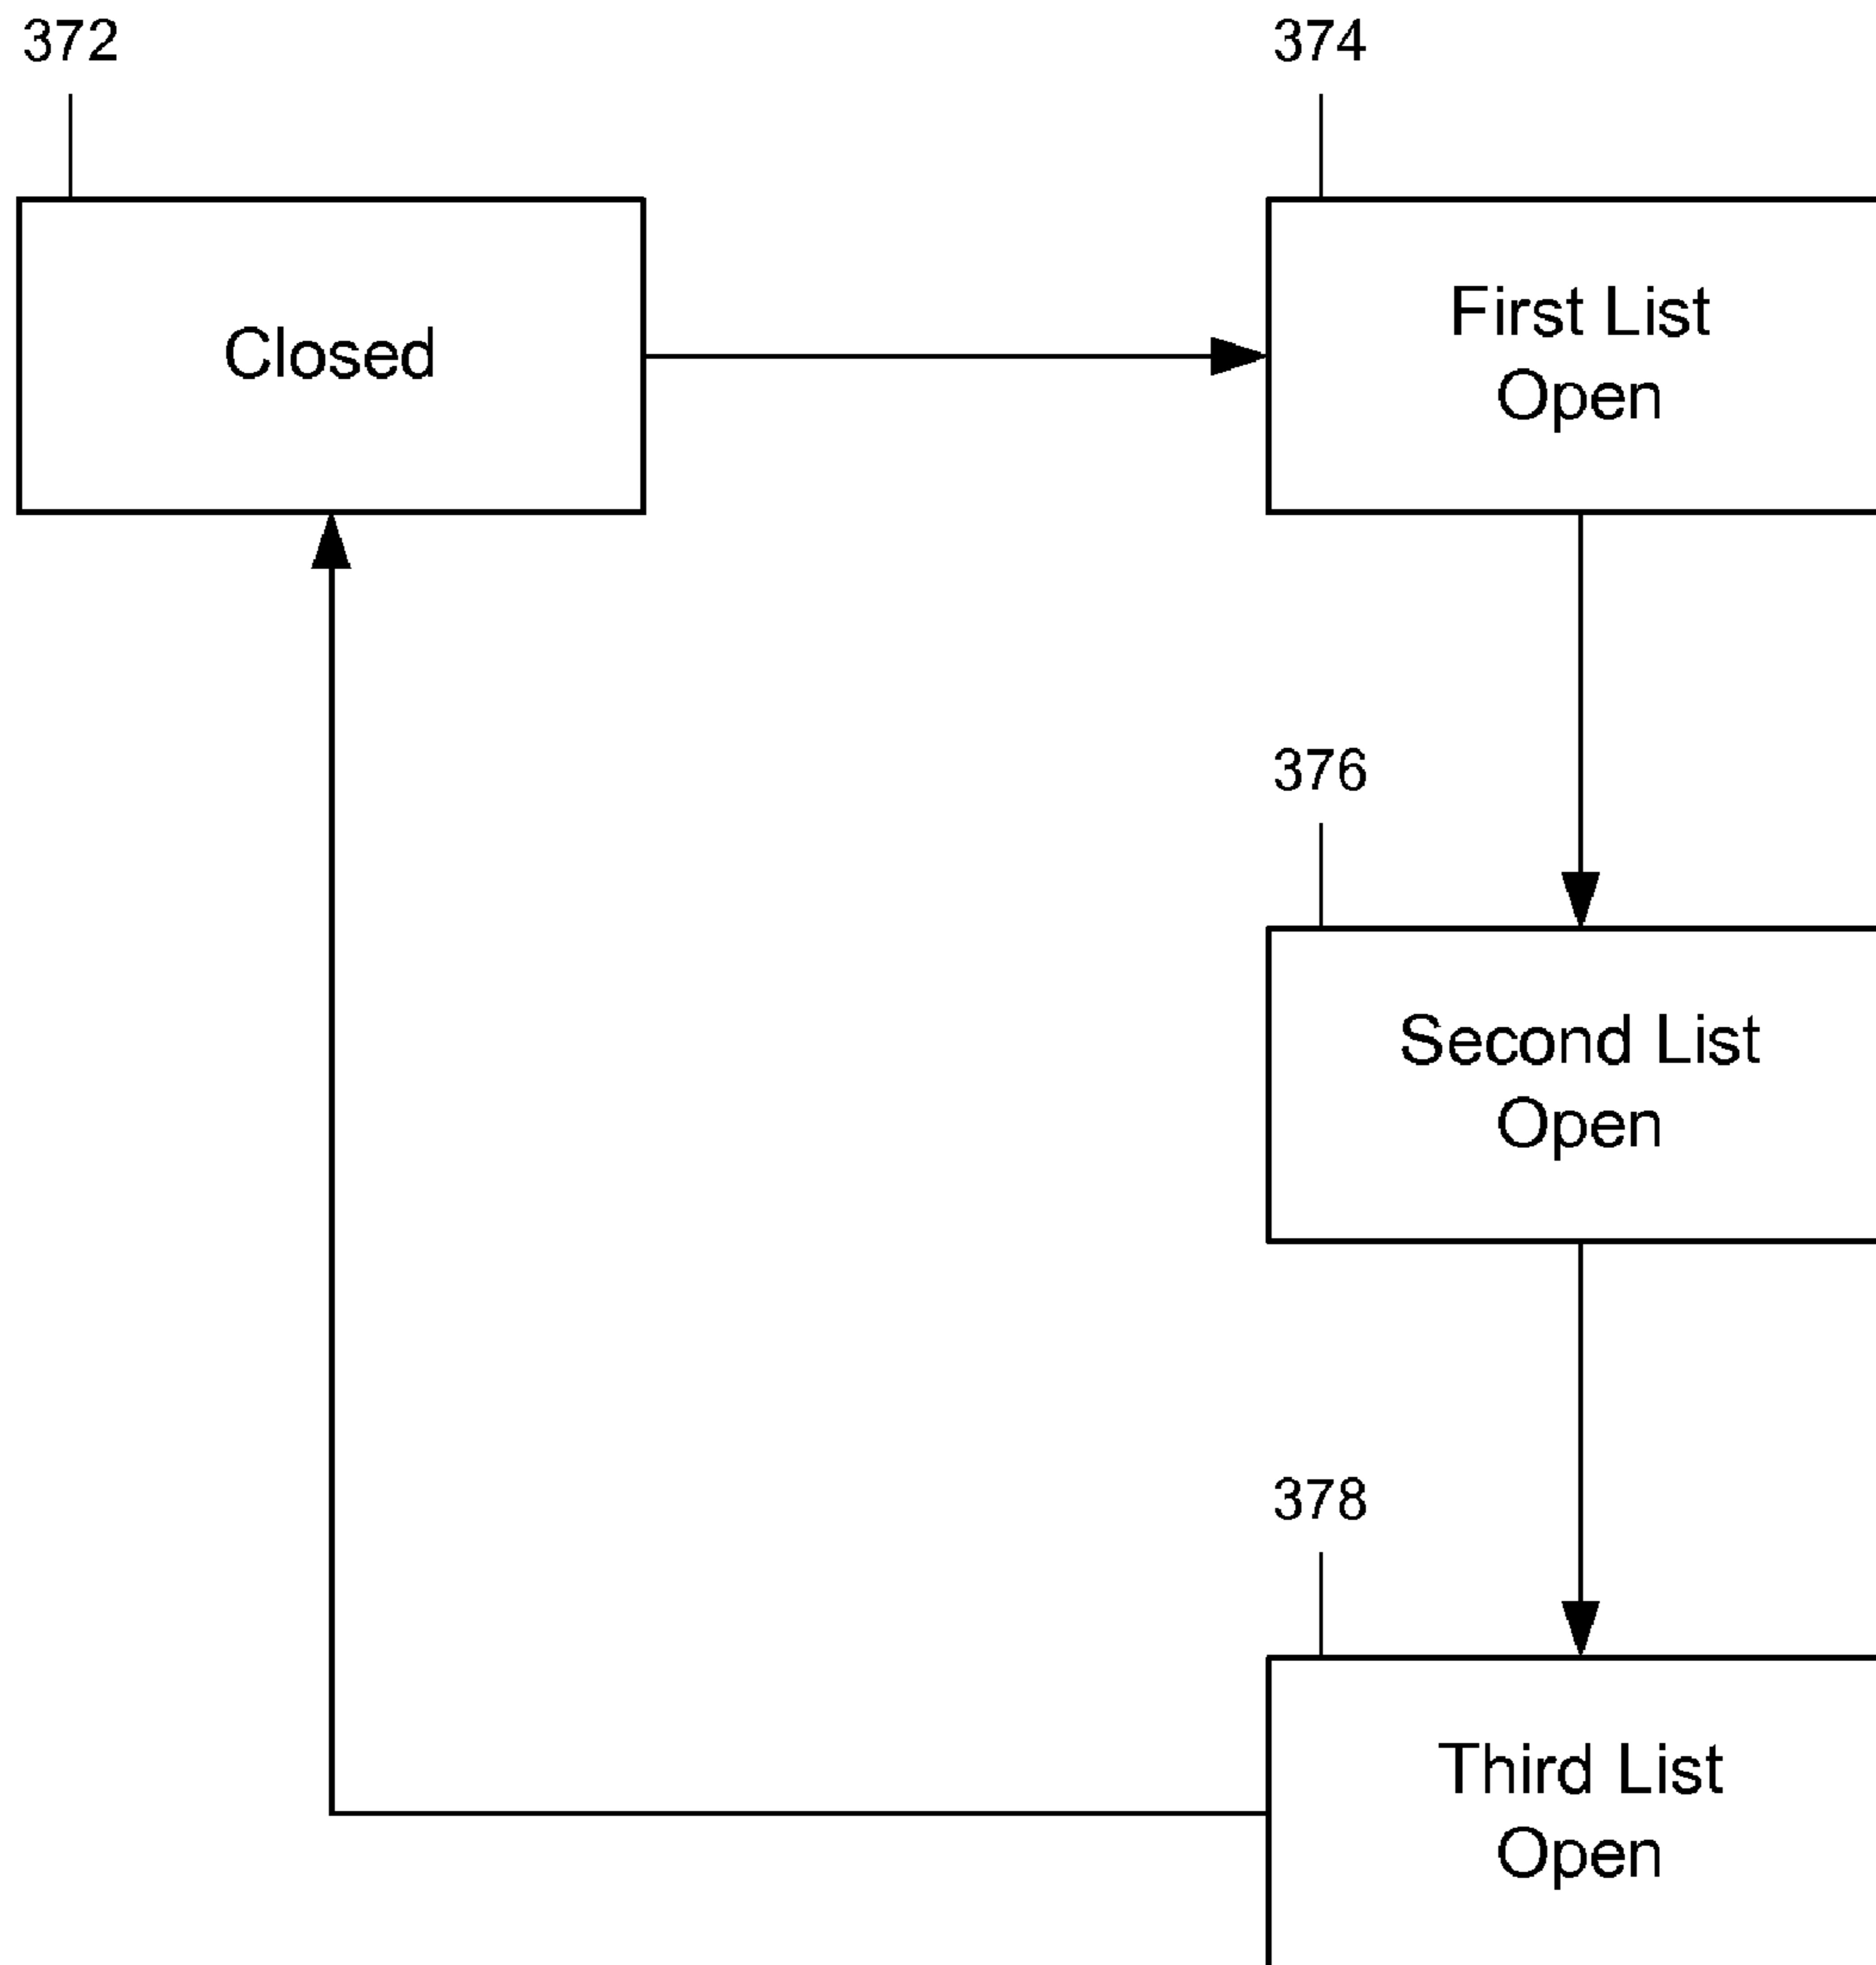 372
374
Closed
First List
Open
376
Second List
Open
378
Third List
Open